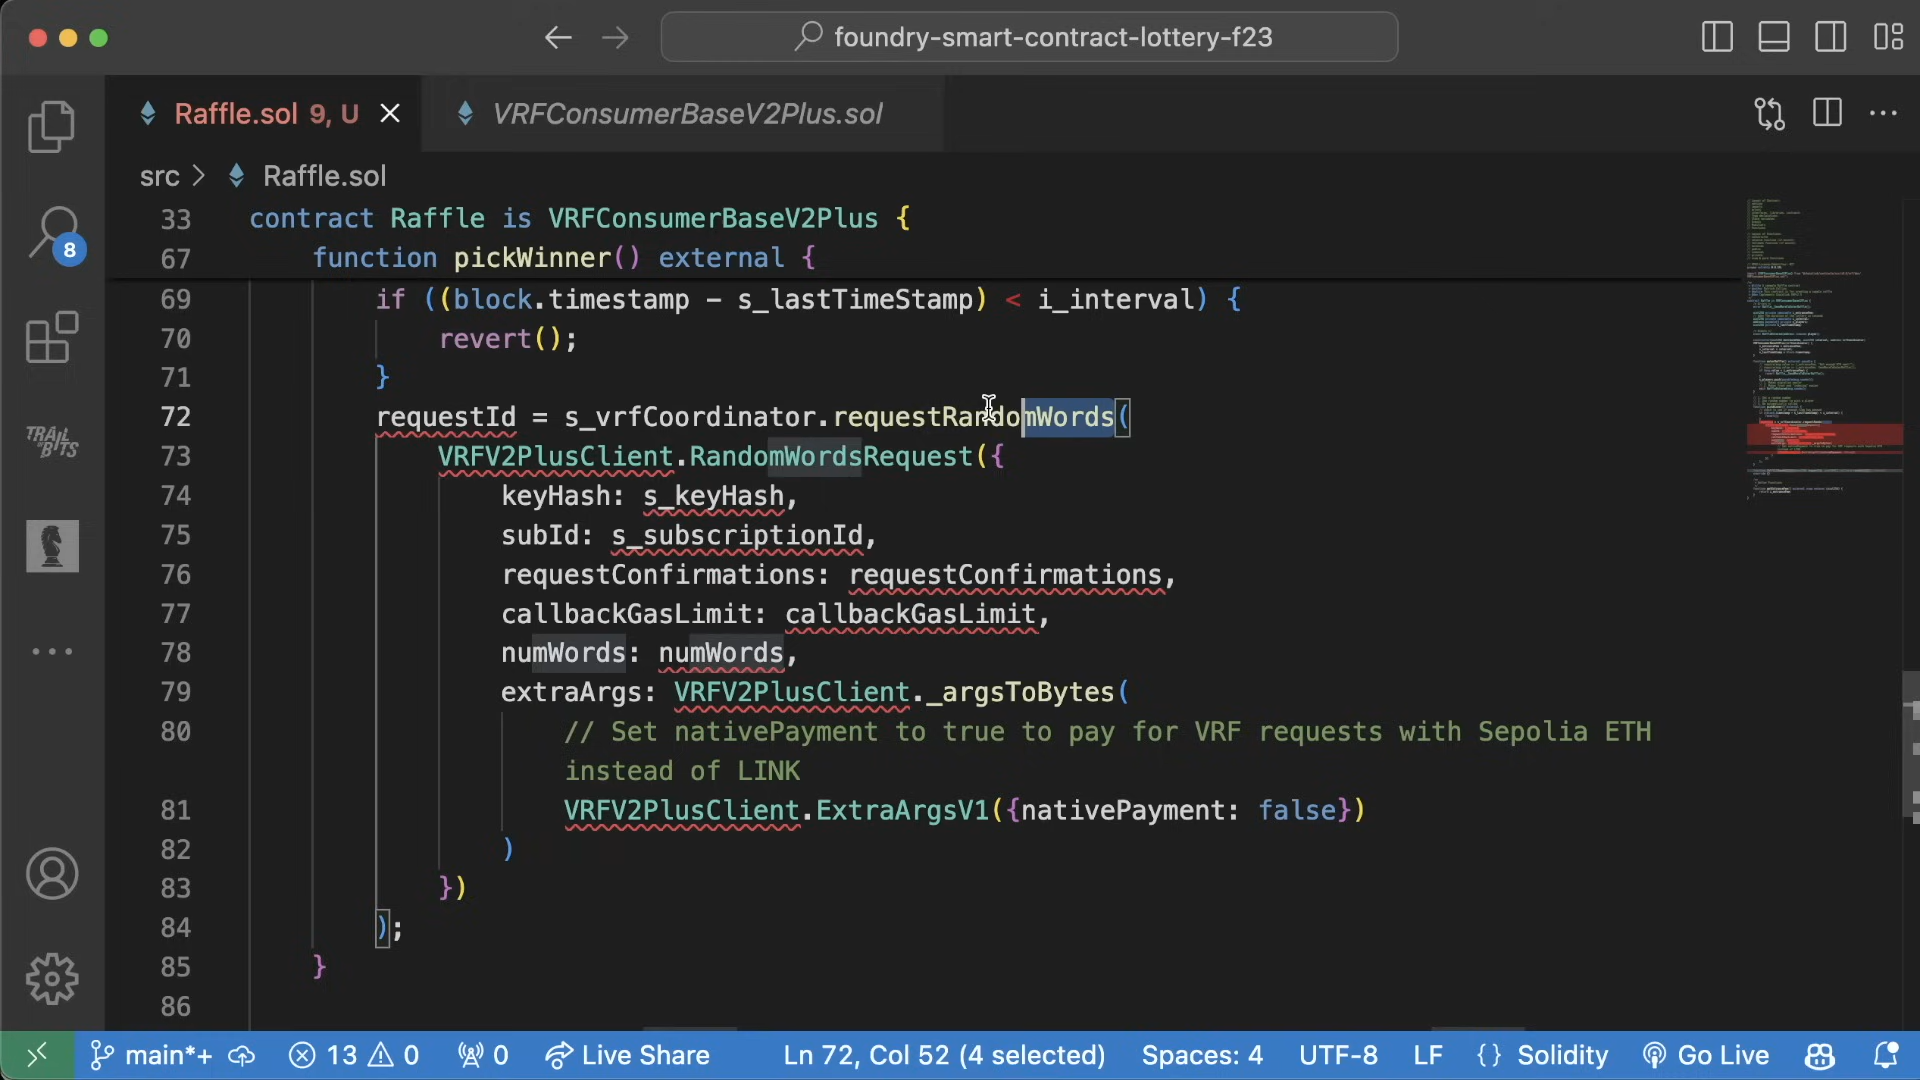 foundry-smart-contract-lottery-f23
Raffle.sol 9, U
VRFConsumerBaseV2Plus.sol
src > Raffle.sol
8
TRAIL OF BITS
33 contract Raffle is VRFConsumerBaseV2Plus {
67 function pickWinner() external {
69 if ((block.timestamp - s_lastTimeStamp) < i_interval) {
70 revert();
71 }
72 requestId = s_vrfCoordinator.requestRandomWords(
73 VRFV2PlusClient.RandomWordsRequest({
74 keyHash: s_keyHash,
75 subId: s_subscriptionId,
76 requestConfirmations: requestConfirmations,
77 callbackGasLimit: callbackGasLimit,
78 numWords: numWords,
79 extraArgs: VRFV2PlusClient._argsToBytes(
80 // Set nativePayment to true to pay for VRF requests with Sepolia ETH
instead of LINK
81 VRFV2PlusClient.ExtraArgsV1({nativePayment: false})
82 )
83 })
84 );
85 }
86
main*+ 13 0 0 Live Share Ln 72, Col 52 (4 selected) Spaces: 4 UTF-8 LF {} Solidity Go Live